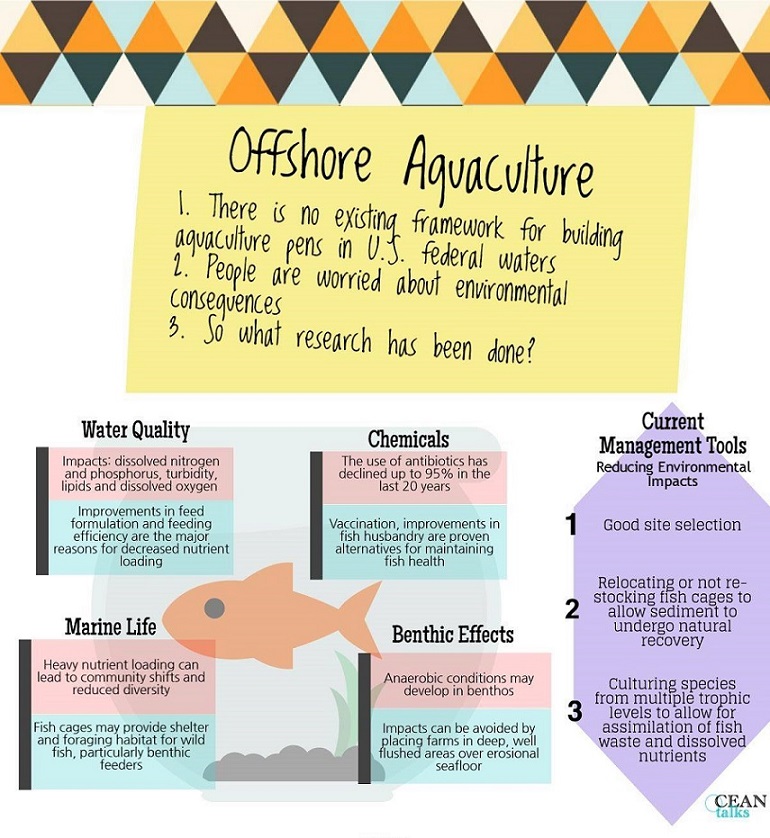 Offshore Aquaculture
1. There is no existing framework for building
aquaculture pens in U.S. federal waters
2. People are worried about environmental
consequences
3. So what research has been done?
Water Quality
Impacts: dissolved nitrogen
and phosphorus, turbidity,
lipids and dissolved oxygen
Improvements in feed
formulation and feeding
efficiency are the major
reasons for decreased nutrient
loading
Chemicals
The use of antibiotics has
declined up to 95% in the
last 20 years
Vaccination, improvements in
fish husbandry are proven
alternatives for maintaining
fish health
Marine Life
Heavy nutrient loading can
lead to community shifts and
reduced diversity
Fish cages may provide shelter
and foraging habitat for wild
fish, particularly benthic
feeders
Benthic Effects
Anaerobic conditions may
develop in benthos
Impacts can be avoided by
placing farms in deep, well
flushed areas over erosional
seafloor
Current
Management Tools
Reducing Environmental
Impacts
1 Good site selection
2 Relocating or not re-
stocking fish cages to
allow sediment to
undergo natural
recovery
3 Culturing species
from multiple trophic
levels to allow for
assimilation of fish
waste and dissolved
nutrients
OCEAN
talks